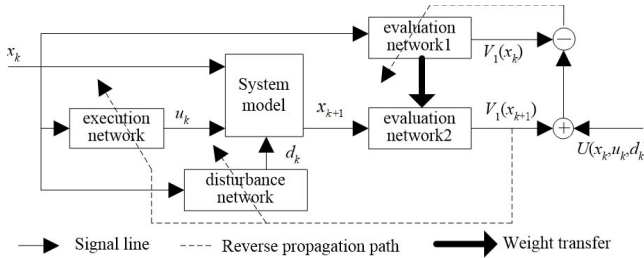 evaluation
network1
V₁(xₖ)
−
xₖ
System
model
execution
network
uₖ
xₖ₊₁
evaluation
network2
V₁(xₖ₊₁)
+
dₖ
U(xₖ,uₖ,dₖ
disturbance
network
Signal line
Reverse propagation path
Weight transfer